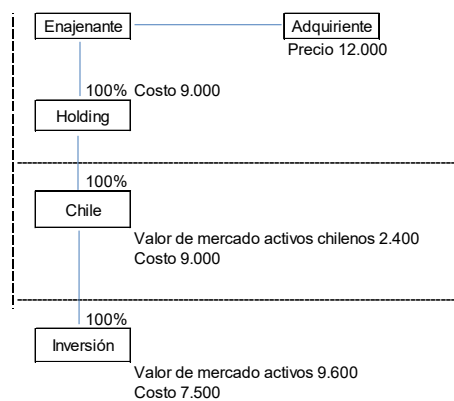 Enajenante
Adquiriente
Precio 12.000
100% Costo 9.000
Holding
100%
Chile
Valor de mercado activos chilenos 2.400
Costo 9.000
100%
Inversión
Valor de mercado activos 9.600
Costo 7.500